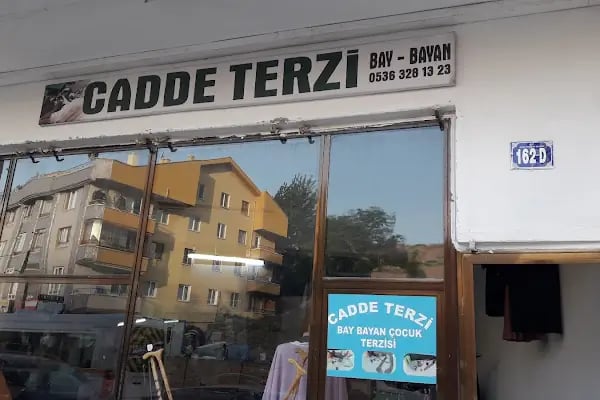 CADDE TERZİ
BAY - BAYAN
0536 328 13 23
162-D
CADDE TERZİ
BAY BAYAN ÇOCUK
TERZİSİ